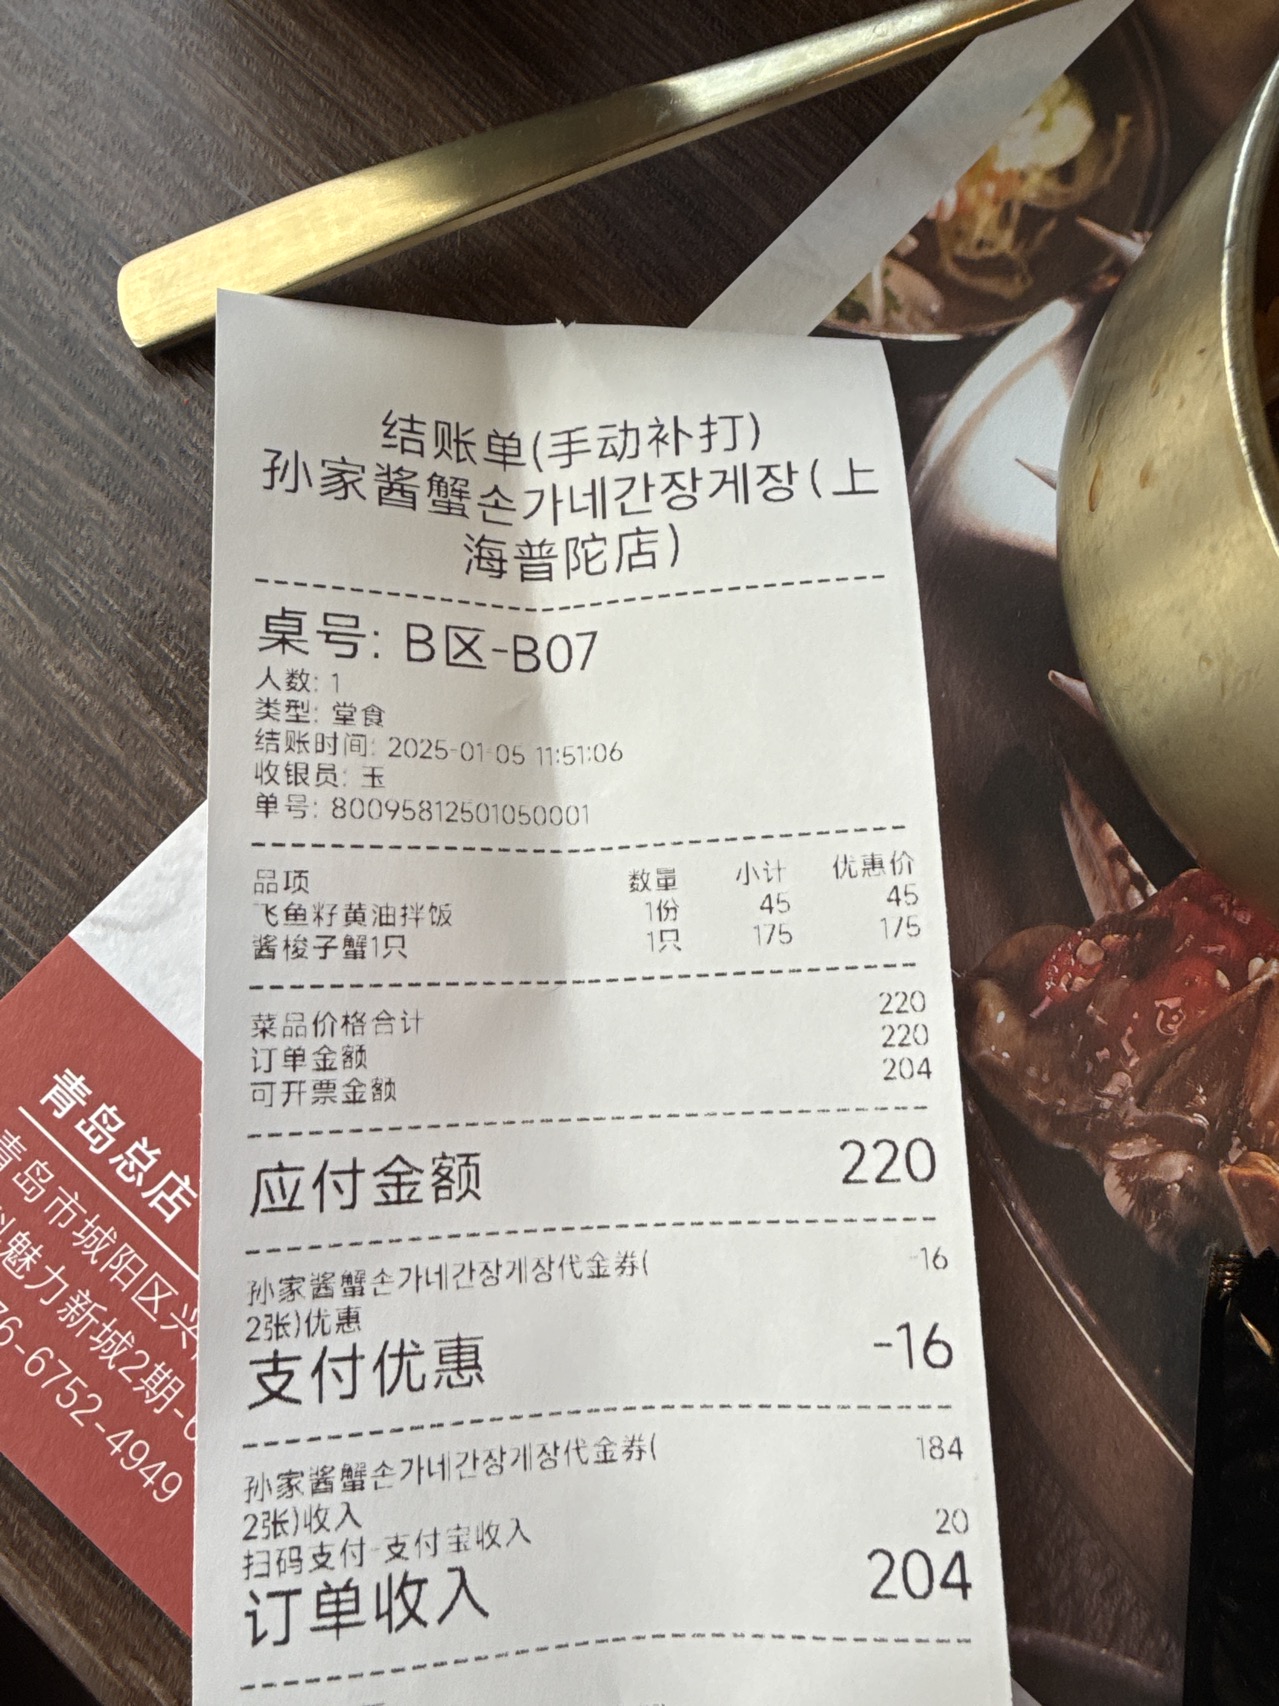 结账单(手动补打)
孙家酱蟹손가네간장게장(上
海普陀店)
桌号: B区-B07
人数: 1
类型: 堂食
结账时间: 2025-01-05 11:51:06
收银员: 玉
单号: 80095812501050001
品项 数量 小计 优惠价
飞鱼籽黄油拌饭 1份 45 45
酱梭子蟹1只 1只 175 175
菜品价格合计 220
订单金额 220
可开票金额 204
应付金额 220
孙家酱蟹손가네간장게장代金券( -16
2张)优惠
支付优惠 -16
孙家酱蟹손가네간장게장代金券( 184
2张)收入
扫码支付-支付宝收入 20
订单收入 204
青岛总店
青岛市城阳区兴
魅力新城2期-6
6-6752-4949